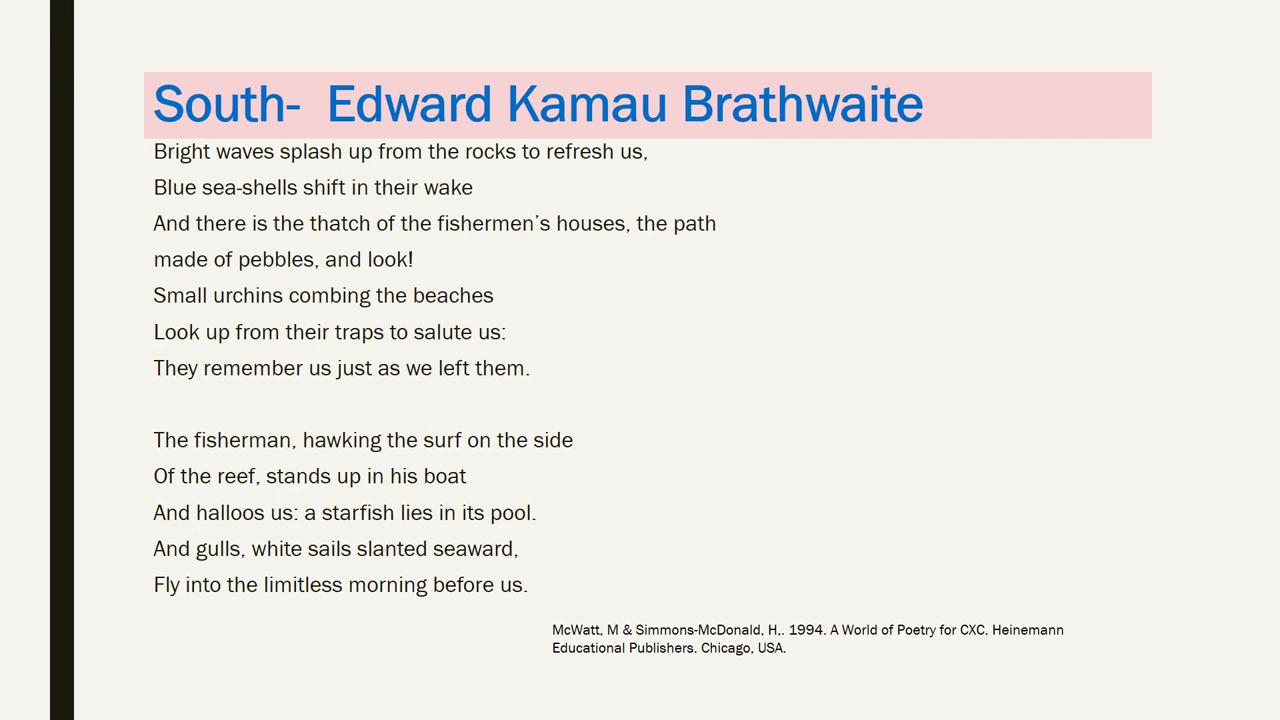 South-  Edward Kamau Brathwaite
Bright waves splash up from the rocks to refresh us,
Blue sea-shells shift in their wake
And there is the thatch of the fishermen’s houses, the path
made of pebbles, and look!
Small urchins combing the beaches
Look up from their traps to salute us:
They remember us just as we left them.
The fisherman, hawking the surf on the side
Of the reef, stands up in his boat
And halloos us: a starfish lies in its pool.
And gulls, white sails slanted seaward,
Fly into the limitless morning before us.
McWatt, M & Simmons-McDonald, H,. 1994. A World of Poetry for CXC. Heinemann
Educational Publishers. Chicago, USA.